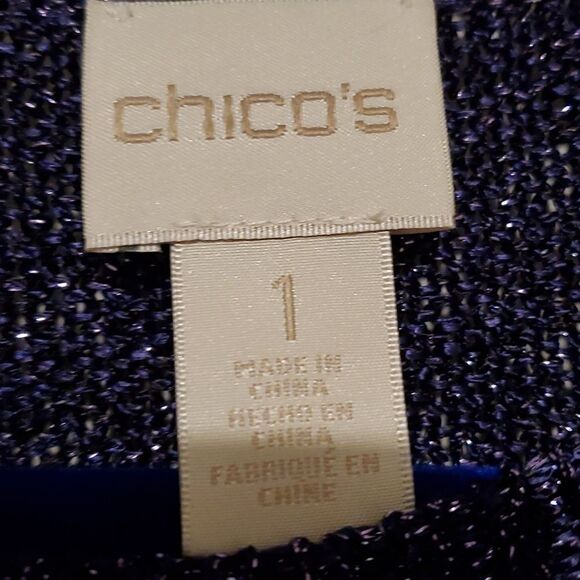 chico's
1
MADE IN
CHINA
HECHO EN
CHINA
FABRIQUÉ EN
CHINE